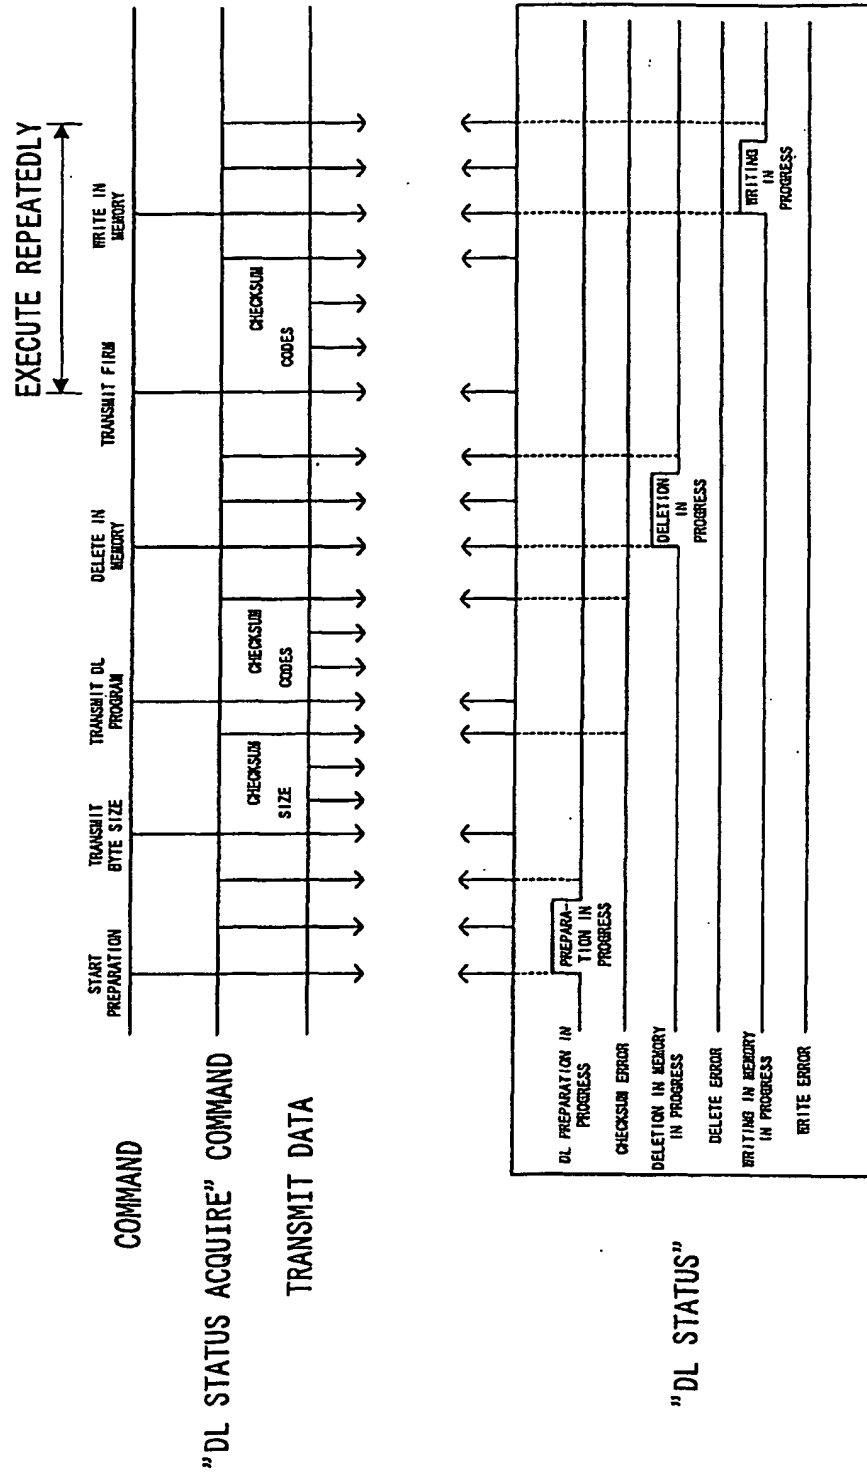 EXECUTE REPEATEDLY
START
PREPARATION
TRANSMIT
BYTE SIZE
TRANSMIT DL
PROGRAM
DELETE IN
MEMORY
TRANSMIT FIRM
WRITE IN
MEMORY
COMMAND
"DL STATUS ACQUIRE" COMMAND
CHECKSUM
CHECKSUM
CHECKSUM
TRANSMIT DATA
SIZE
CODES
CODES
"DL STATUS"
DL PREPARATION IN
PROGRESS
PREPARA-
TION IN
PROGRESS
CHECKSUM ERROR
DELETION IN MEMORY
IN PROGRESS
DELETION
IN
PROGRESS
DELETE ERROR
WRITING IN MEMORY
IN PROGRESS
WRITING
IN
PROGRESS
WRITE ERROR